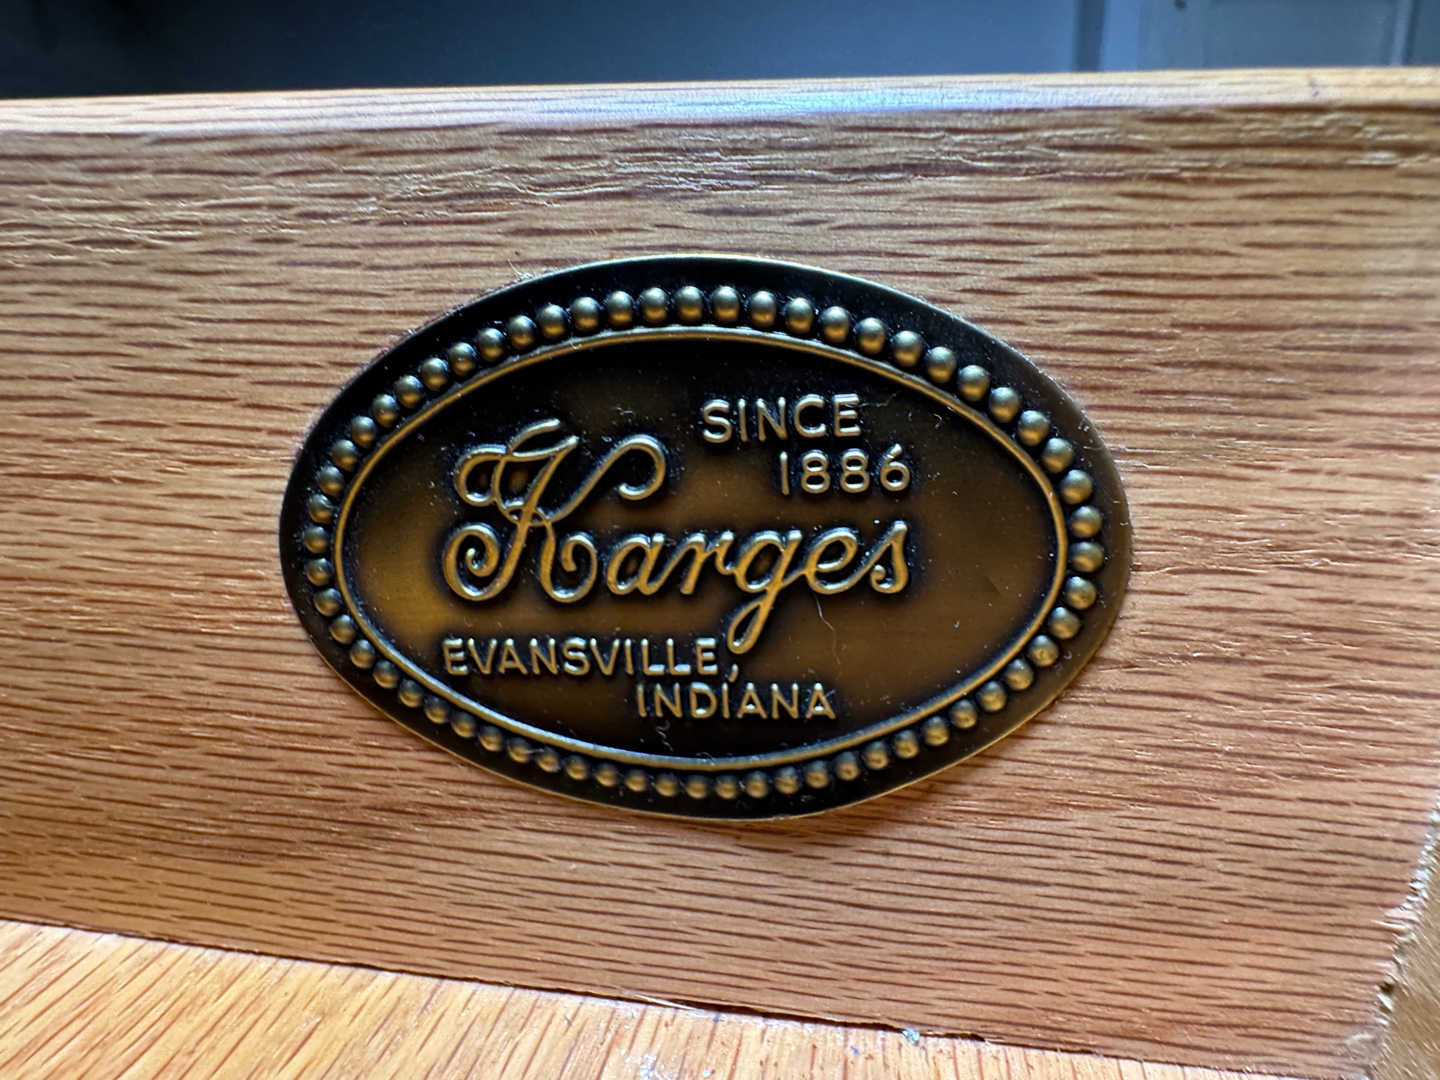 SINCE
1886
Karges
EVANSVILLE,
INDIANA